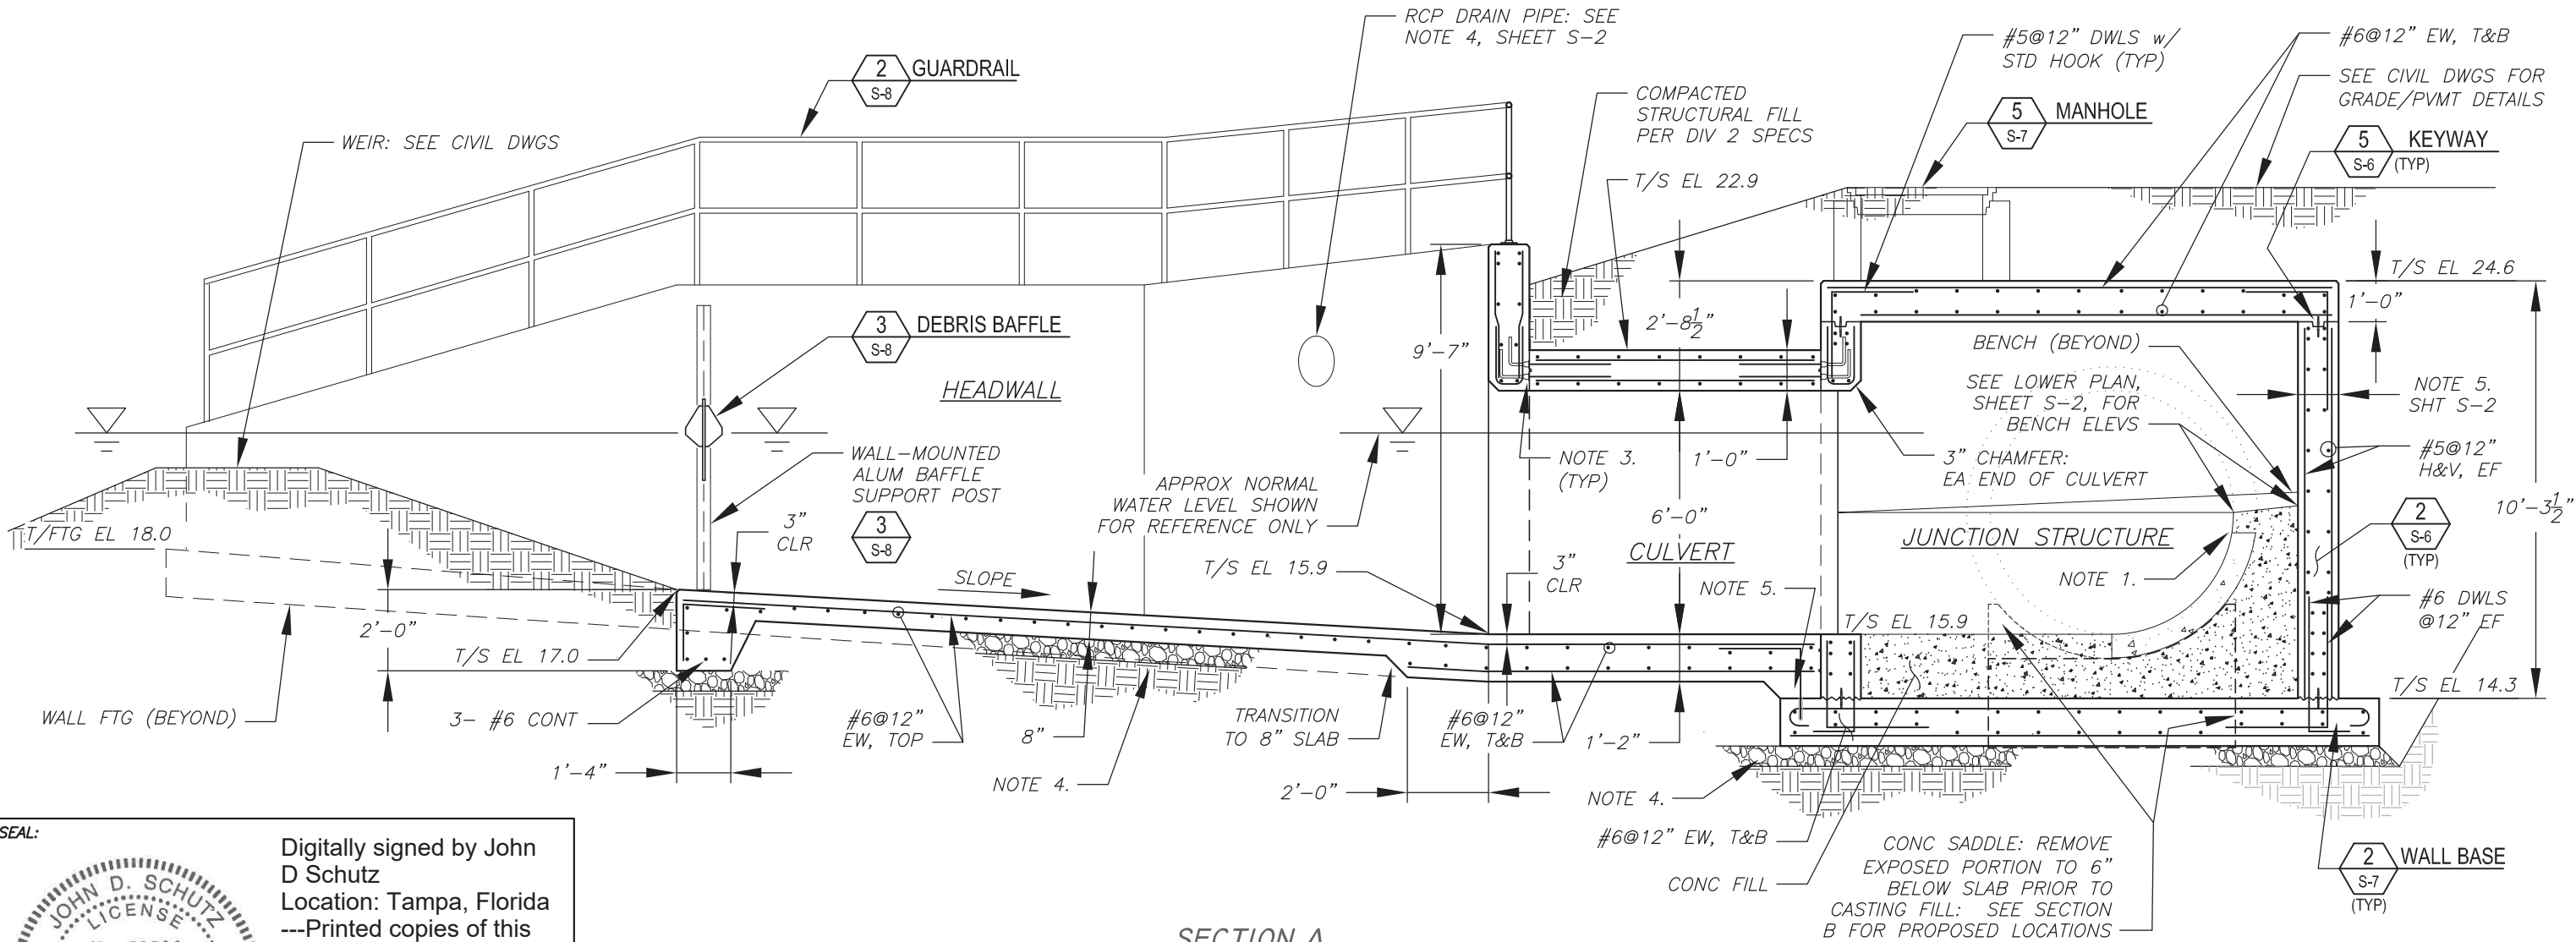 RCP DRAIN PIPE: SEE
NOTE 4, SHEET S-2
#5@12" DWLS w/
STD HOOK (TYP)
#6@12" EW, T&B
SEE CIVIL DWGS FOR
GRADE/PVMT DETAILS
2
S-8
GUARDRAIL
COMPACTED
STRUCTURAL FILL
PER DIV 2 SPECS
5
S-7
MANHOLE
5
S-6
KEYWAY
(TYP)
WEIR: SEE CIVIL DWGS
T/S EL 22.9
T/S EL 24.6
1'-0"
2'-8½"
9'-7"
3
S-8
DEBRIS BAFFLE
HEADWALL
BENCH (BEYOND)
SEE LOWER PLAN,
SHEET S-2, FOR
BENCH ELEVS
NOTE 5.
SHT S-2
WALL-MOUNTED
ALUM BAFFLE
SUPPORT POST
3
S-8
NOTE 3.
(TYP)
1'-0"
3" CHAMFER:
EA END OF CULVERT
#5@12"
H&V, EF
APPROX NORMAL
WATER LEVEL SHOWN
FOR REFERENCE ONLY
6'-0"
CULVERT
JUNCTION STRUCTURE
10'-3½"
2
S-6
(TYP)
T/FTG EL 18.0
3"
CLR
SLOPE
T/S EL 15.9
3"
CLR
NOTE 5.
NOTE 1.
T/S EL 15.9
#6 DWLS
@12" EF
2'-0"
T/S EL 17.0
T/S EL 14.3
WALL FTG (BEYOND)
3- #6 CONT
#6@12"
EW, TOP
8"
TRANSITION
TO 8" SLAB
#6@12"
EW, T&B
1'-2"
1'-4"
NOTE 4.
2'-0"
NOTE 4.
#6@12" EW, T&B
CONC FILL
CONC SADDLE: REMOVE
EXPOSED PORTION TO 6"
BELOW SLAB PRIOR TO
CASTING FILL: SEE SECTION
B FOR PROPOSED LOCATIONS
2
S-7
WALL BASE
(TYP)
SEAL:
JOHN D. SCHUTZ
LICENSE
Digitally signed by John
D Schutz
Location: Tampa, Florida
---Printed copies of this
SECTION A